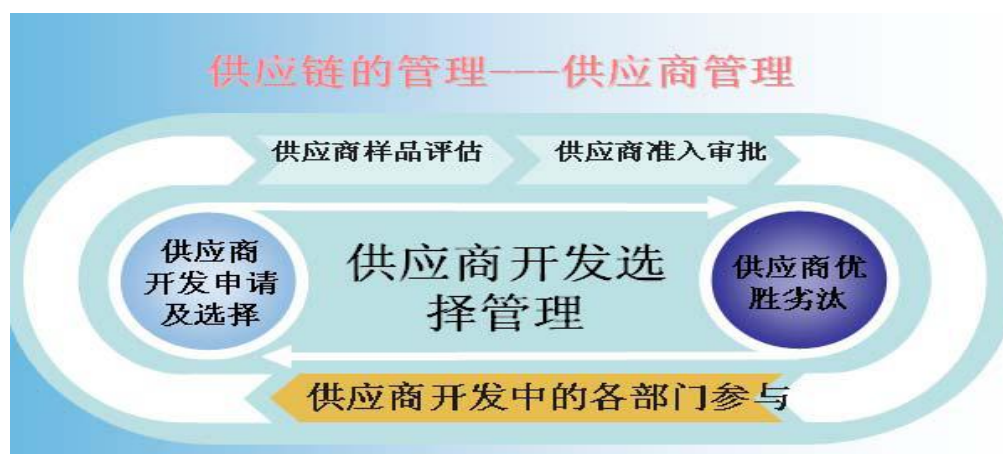 供应链的管理---供应商管理
供应商样品评估
供应商准入审批
供应商
开发申请
及选择
供应商开发选
择管理
供应商优
胜劣汰
供应商开发中的各部门参与